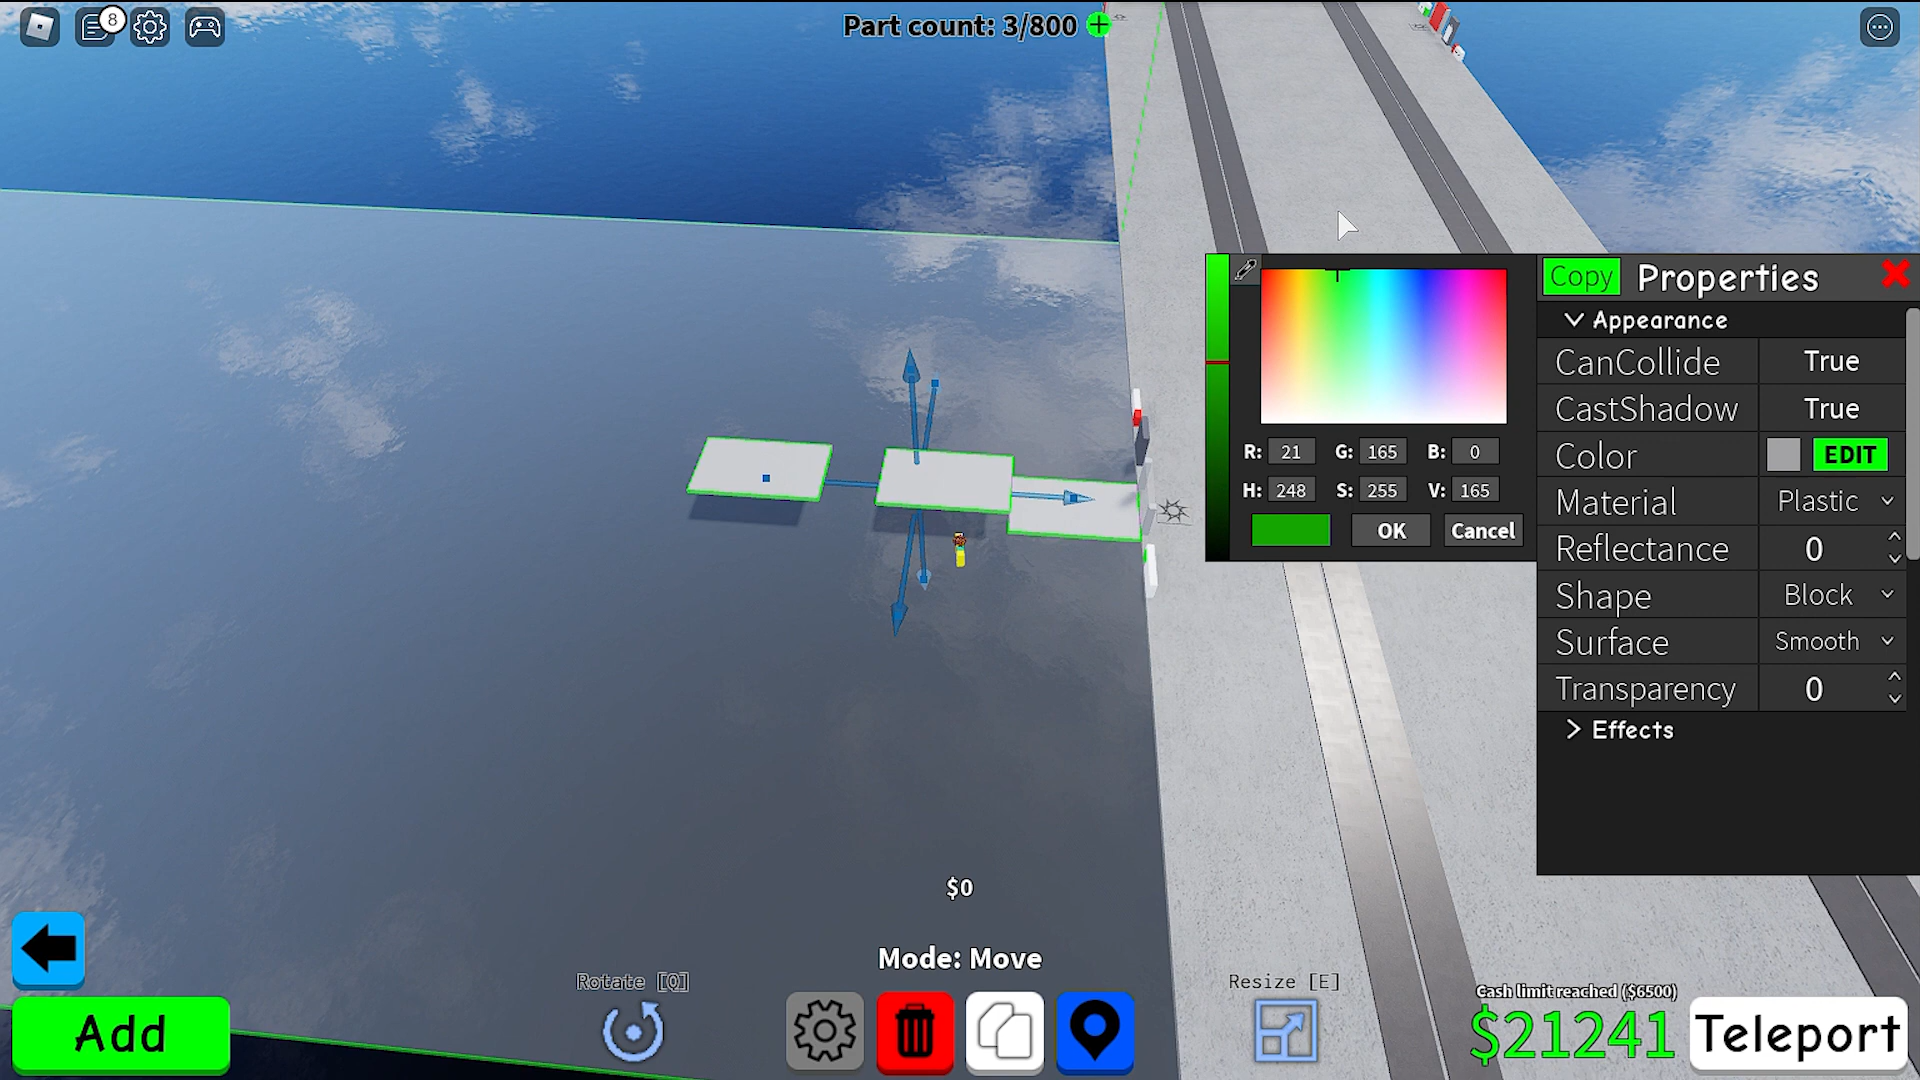 8
Part count: 3/800 +
Copy Properties
Appearance
CanCollide True
CastShadow True
Color EDIT
Material Plastic
Reflectance 0
Shape Block
Surface Smooth
Transparency 0
Effects
R: 21 G: 165 B: 0
H: 248 S: 255 V: 165
OK Cancel
$0
Mode: Move
Rotate [Q]
Resize [E]
Add
Cash limit reached ($6500)
$21241
Teleport